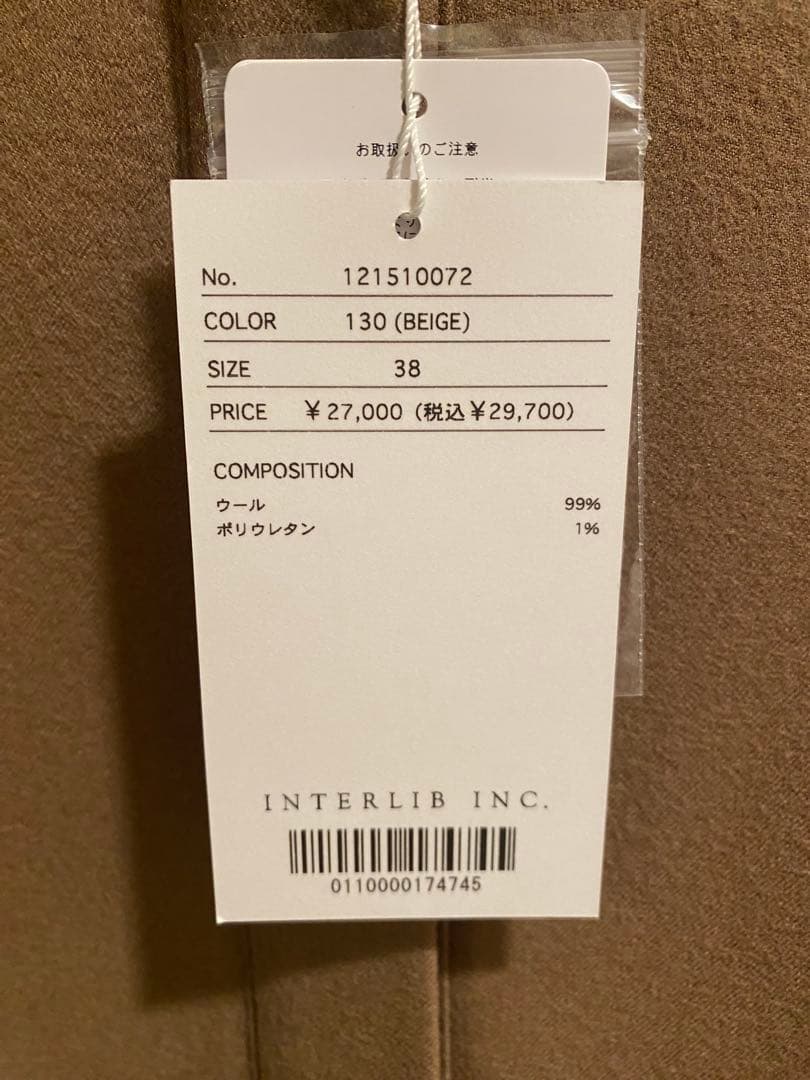 お取扱いのご注意
No. 121510072
COLOR 130 (BEIGE)
SIZE 38
PRICE ¥27,000 (税込¥29,700)
COMPOSITION
ウール 99%
ポリウレタン 1%
INTERLIB INC.
0110000174745